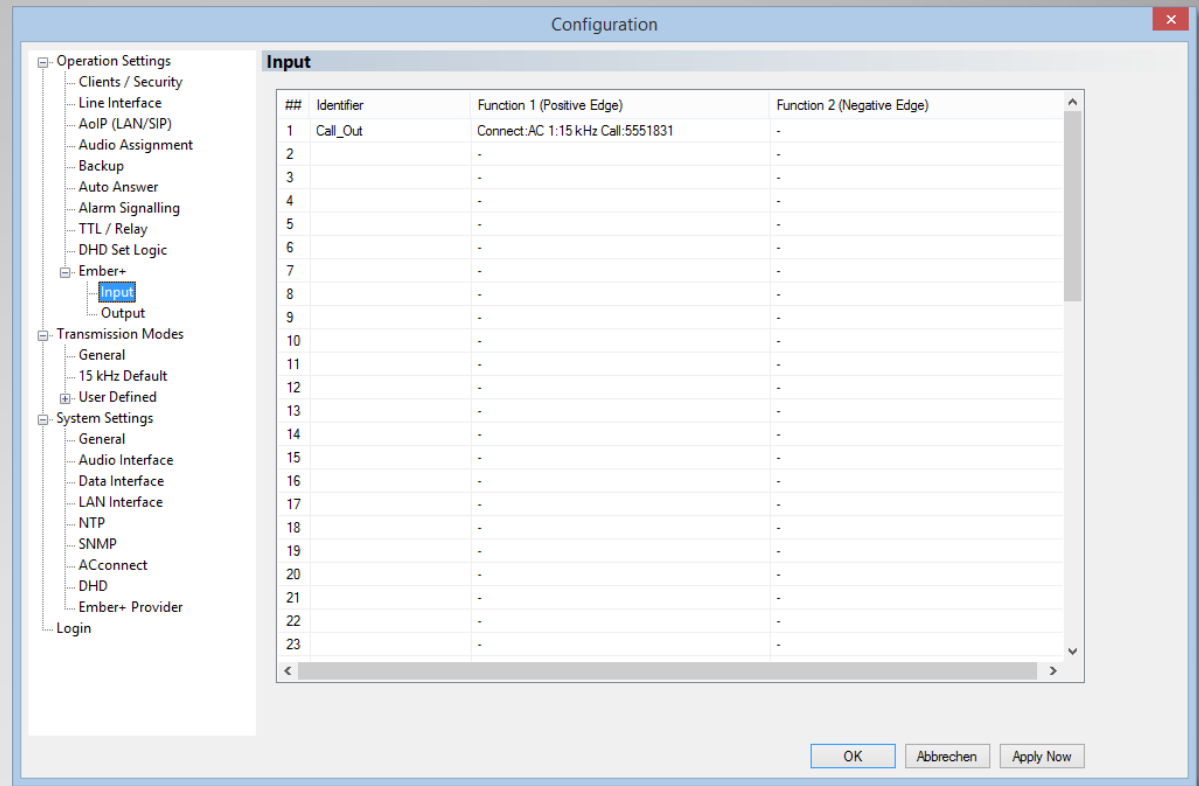 Configuration
Operation Settings
Clients / Security
Line Interface
AoIP (LAN/SIP)
Audio Assignment
Backup
Auto Answer
Alarm Signalling
TTL / Relay
DHD Set Logic
Ember+
Input
Output
Transmission Modes
General
15 kHz Default
User Defined
System Settings
General
Audio Interface
Data Interface
LAN Interface
NTP
SNMP
ACconnect
DHD
Ember+ Provider
Login
Input
## Identifier Function 1 (Positive Edge) Function 2 (Negative Edge)
1 Call_Out Connect:AC 1:15 kHz Call:5551831 -
2 - -
3 - -
4 - -
5 - -
6 - -
7 - -
8 - -
9 - -
10 - -
11 - -
12 - -
13 - -
14 - -
15 - -
16 - -
17 - -
18 - -
19 - -
20 - -
21 - -
22 - -
23 - -
OK Abbrechen Apply Now